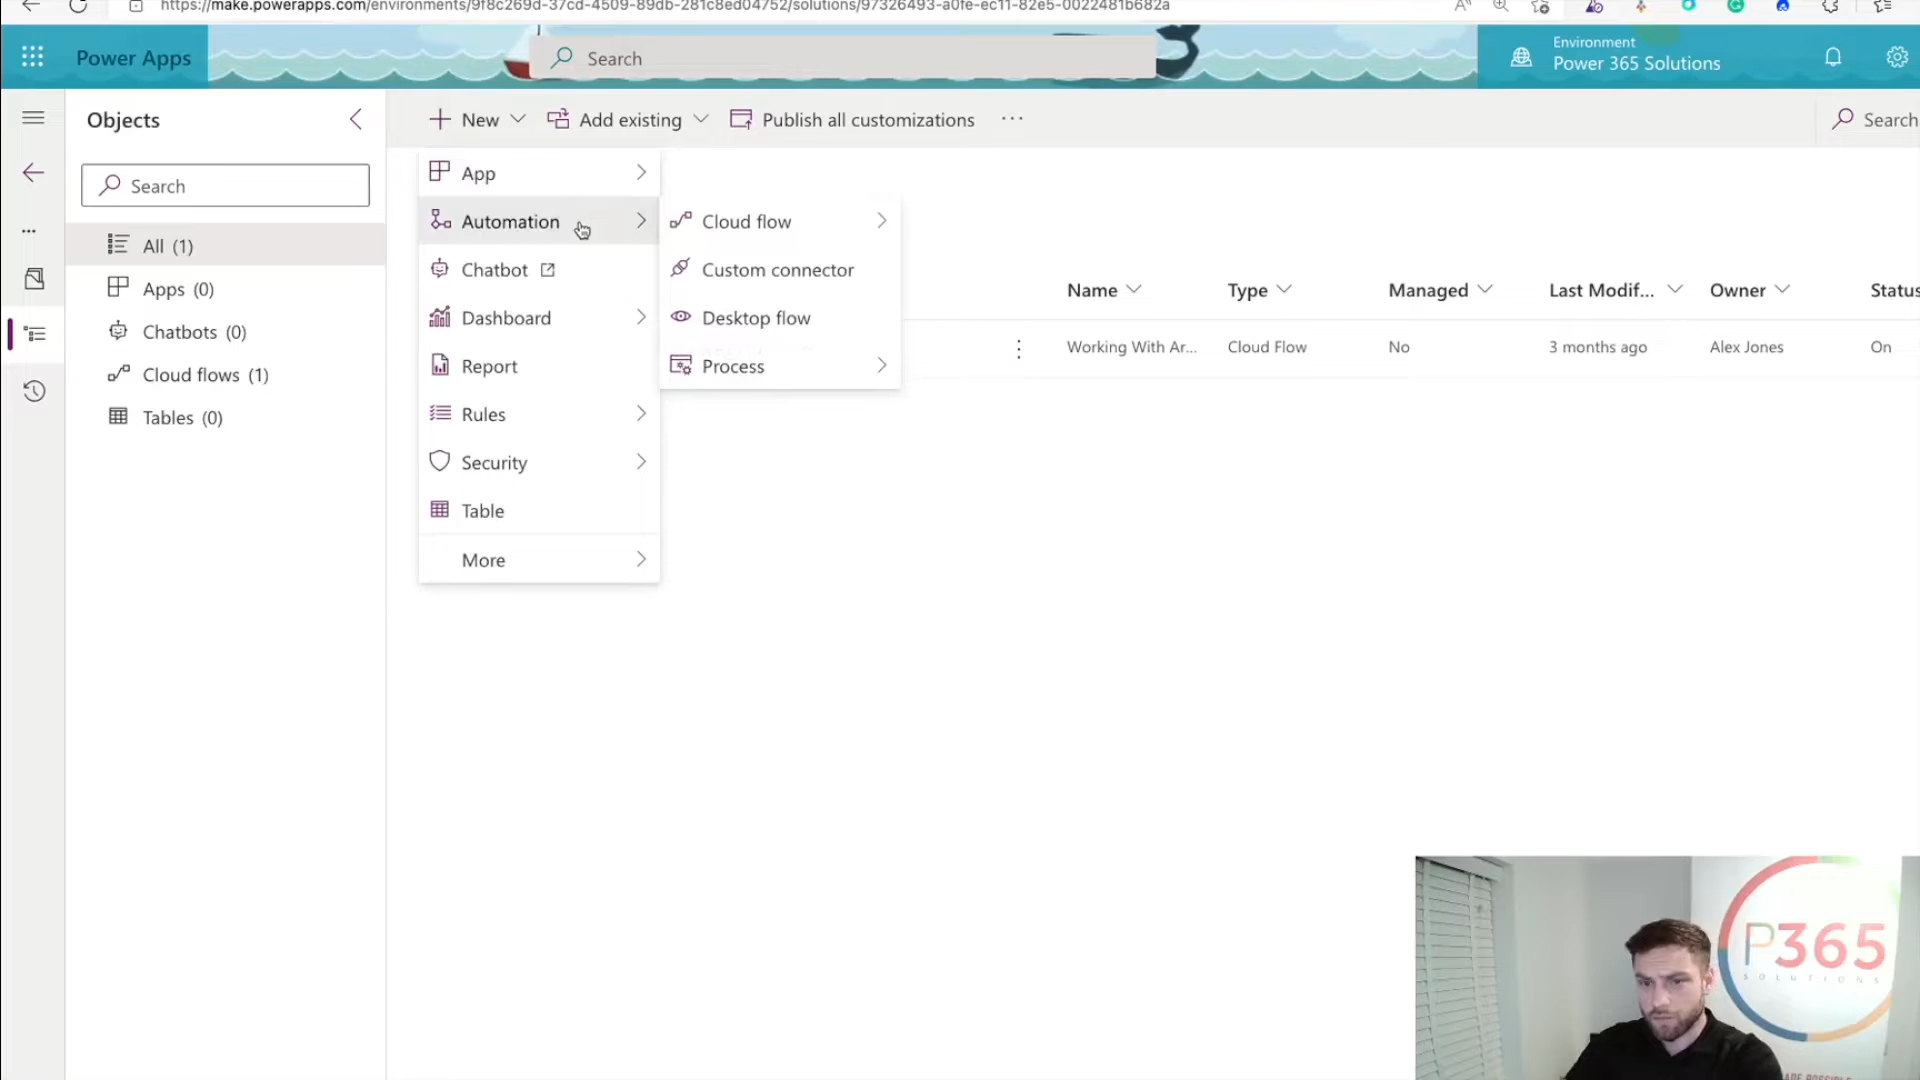 https://make.powerapps.com/environments/9f8c269d-37cd-4509-89db-281c8ed04752/solutions/97326493-a0fe-ec11-82e5-0022481b682a
Power Apps
Search
Environment
Power 365 Solutions
Objects
New
Add existing
Publish all customizations
...
Search
Search
All (1)
Apps (0)
Chatbots (0)
Cloud flows (1)
Tables (0)
App
Automation
Chatbot
Dashboard
Report
Rules
Security
Table
More
Cloud flow
Custom connector
Desktop flow
Process
Name
Type
Managed
Last Modif...
Owner
Status
Working With Ar...
Cloud Flow
No
3 months ago
Alex Jones
On
P365
SOLUTIONS
ADE POSSIBLE